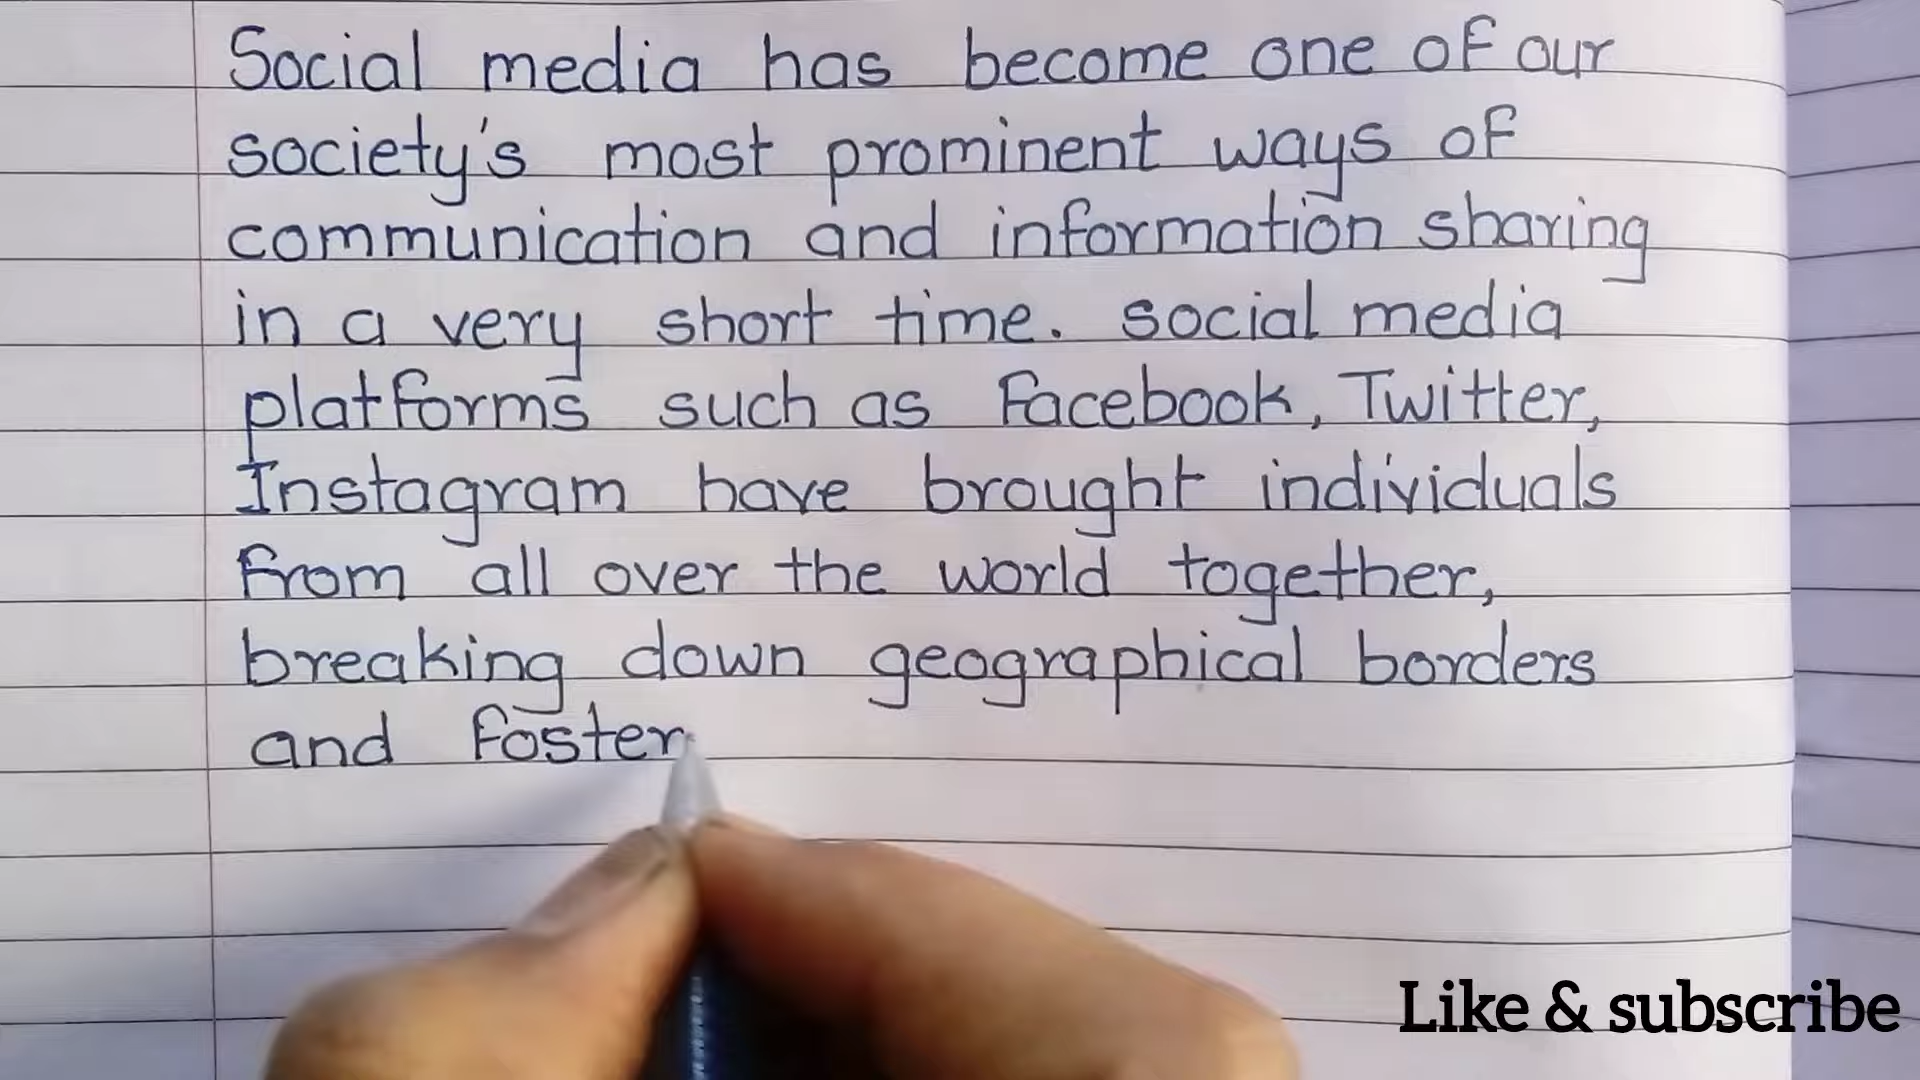 Social media has become one of our
society's most prominent ways of
communication and information sharing
in a very short time. social media
platforms such as Facebook, Twitter,
Instagram have brought individuals
from all over the world together,
breaking down geographical borders
and foster
Like & subscribe